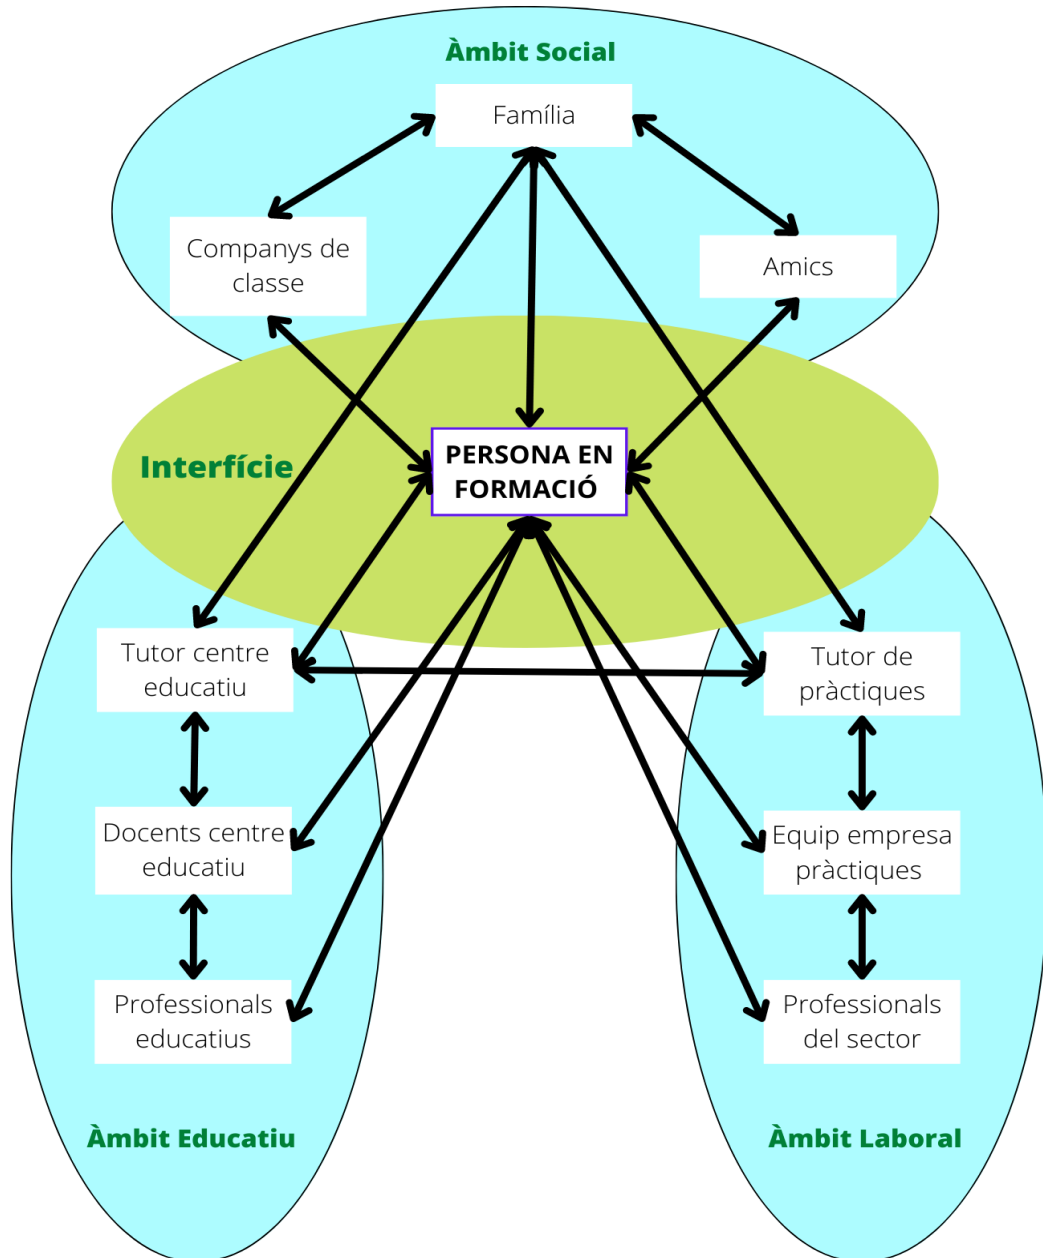 Àmbit Social
Família
Companys de
classe
Amics
Interfície
PERSONA EN
FORMACIÓ
Tutor centre
educatiu
Tutor de
pràctiques
Docents centre
educatiu
Equip empresa
pràctiques
Professionals
educatius
Professionals
del sector
Àmbit Educatiu
Àmbit Laboral